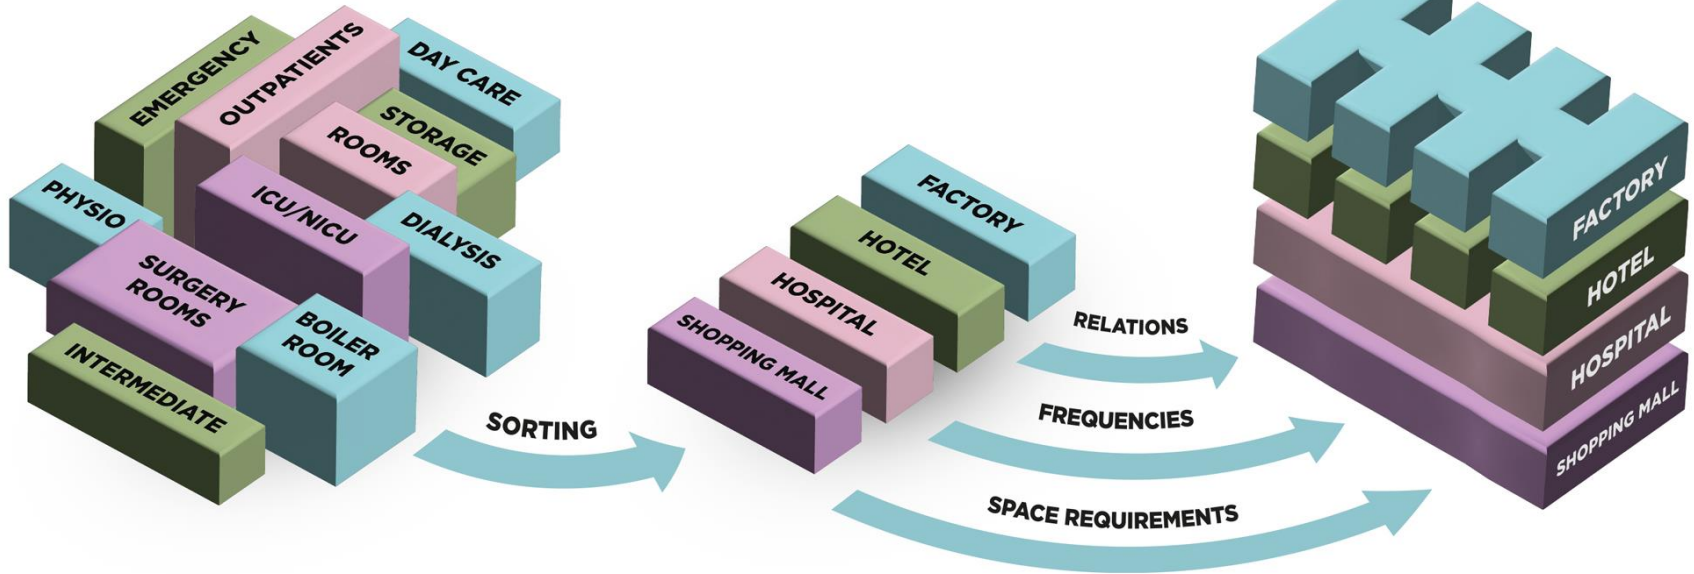 EMERGENCY
OUTPATIENTS
DAY CARE
STORAGE
ROOMS
PHYSIO
ICU/NICU
DIALYSIS
SURGERY
ROOMS
BOILER
ROOM
INTERMEDIATE
SORTING
FACTORY
HOTEL
HOSPITAL
SHOPPING MALL
RELATIONS
FREQUENCIES
SPACE REQUIREMENTS
FACTORY
HOTEL
HOSPITAL
SHOPPING MALL